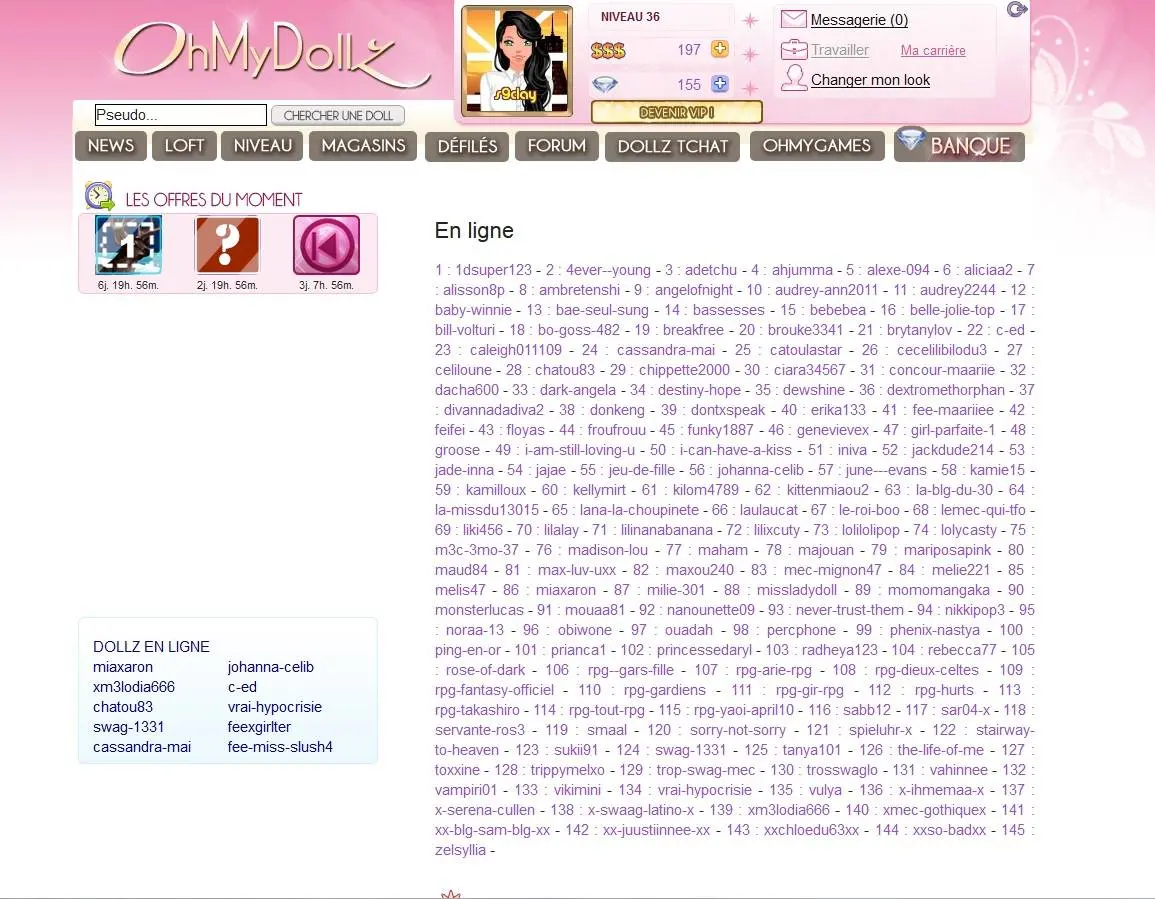 OhMyDollz
s9clay
NIVEAU 36
$$$ 197
155
DEVENIR VIP !
Messagerie (0)
Travailler Ma carrière
Changer mon look
Pseudo... CHERCHER UNE DOLL
NEWS LOFT NIVEAU MAGASINS DÉFILÉS FORUM DOLLZ TCHAT OHMYGAMES BANQUE
LES OFFRES DU MOMENT
1 ?
6j. 19h. 56m. 2j. 19h. 56m. 3j. 7h. 56m.
En ligne
1 : 1dsuper123 - 2 : 4ever--young - 3 : adetchu - 4 : ahjumma - 5 : alexe-094 - 6 : aliciaa2 - 7
: alisson8p - 8 : ambretenshi - 9 : angelofnight - 10 : audrey-ann2011 - 11 : audrey2244 - 12 :
baby-winnie - 13 : bae-seul-sung - 14 : bassesses - 15 : bebebea - 16 : belle-jolie-top - 17 :
bill-volturi - 18 : bo-goss-482 - 19 : breakfree - 20 : brouke3341 - 21 : brytanylov - 22 : c-ed -
23 : caleigh011109 - 24 : cassandra-mai - 25 : catoulastar - 26 : cecelilibilodu3 - 27 :
celiloune - 28 : chatou83 - 29 : chippette2000 - 30 : ciara34567 - 31 : concour-maariie - 32 :
dacha600 - 33 : dark-angela - 34 : destiny-hope - 35 : dewshine - 36 : dextromethorphan - 37
: divannadadiva2 - 38 : donkeng - 39 : dontxspeak - 40 : erika133 - 41 : fee-maariiee - 42 :
feifei - 43 : floyas - 44 : froufrouu - 45 : funky1887 - 46 : genevievex - 47 : girl-parfaite-1 - 48 :
groose - 49 : i-am-still-loving-u - 50 : i-can-have-a-kiss - 51 : iniva - 52 : jackdude214 - 53 :
jade-inna - 54 : jajae - 55 : jeu-de-fille - 56 : johanna-celib - 57 : june---evans - 58 : kamie15 -
59 : kamilloux - 60 : kellymirt - 61 : kilom4789 - 62 : kittenmiaou2 - 63 : la-blg-du-30 - 64 :
la-missdu13015 - 65 : lana-la-choupinete - 66 : laulaucat - 67 : le-roi-boo - 68 : lemec-qui-tfo -
69 : liki456 - 70 : lilalay - 71 : lilinanabanana - 72 : lilixcuty - 73 : lolilolipop - 74 : lolycasty - 75 :
m3c-3mo-37 - 76 : madison-lou - 77 : maham - 78 : majouan - 79 : mariposapink - 80 :
maud84 - 81 : max-luv-uxx - 82 : maxou240 - 83 : mec-mignon47 - 84 : melie221 - 85 :
melis47 - 86 : miaxaron - 87 : milie-301 - 88 : missladydoll - 89 : momomangaka - 90 :
monsterlucas - 91 : mouaa81 - 92 : nanounette09 - 93 : never-trust-them - 94 : nikkipop3 - 95
: noraa-13 - 96 : obiwone - 97 : ouadah - 98 : percphone - 99 : phenix-nastya - 100 :
ping-en-or - 101 : prianca1 - 102 : princessedaryl - 103 : radheya123 - 104 : rebecca77 - 105
: rose-of-dark - 106 : rpg--gars-fille - 107 : rpg-arie-rpg - 108 : rpg-dieux-celtes - 109 :
rpg-fantasy-officiel - 110 : rpg-gardiens - 111 : rpg-gir-rpg - 112 : rpg-hurts - 113 :
rpg-takashiro - 114 : rpg-tout-rpg - 115 : rpg-yaoi-april10 - 116 : sabb12 - 117 : sar04-x - 118 :
servante-ros3 - 119 : smaal - 120 : sorry-not-sorry - 121 : spieluhr-x - 122 : stairway-
to-heaven - 123 : sukii91 - 124 : swag-1331 - 125 : tanya101 - 126 : the-life-of-me - 127 :
toxxine - 128 : trippymelxo - 129 : trop-swag-mec - 130 : trosswaglo - 131 : vahinnee - 132 :
vampiri01 - 133 : vikimini - 134 : vrai-hypocrisie - 135 : vulya - 136 : x-ihmemaa-x - 137 :
x-serena-cullen - 138 : x-swaag-latino-x - 139 : xm3lodia666 - 140 : xmec-gothiquex - 141 :
xx-blg-sam-blg-xx - 142 : xx-juustiinnee-xx - 143 : xxchloedu63xx - 144 : xxso-badxx - 145 :
zelsyllia -
DOLLZ EN LIGNE
miaxaron johanna-celib
xm3lodia666 c-ed
chatou83 vrai-hypocrisie
swag-1331 feexgirlter
cassandra-mai fee-miss-slush4